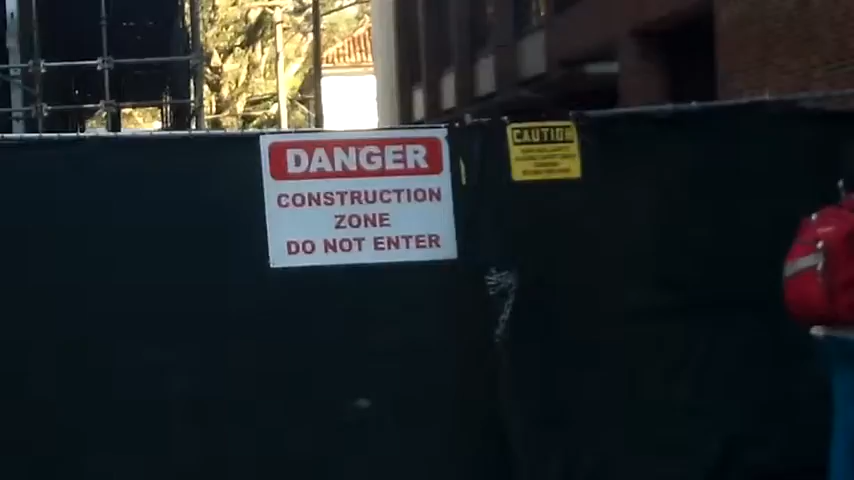 DANGER
CONSTRUCTION
ZONE
DO NOT ENTER
CAUTION